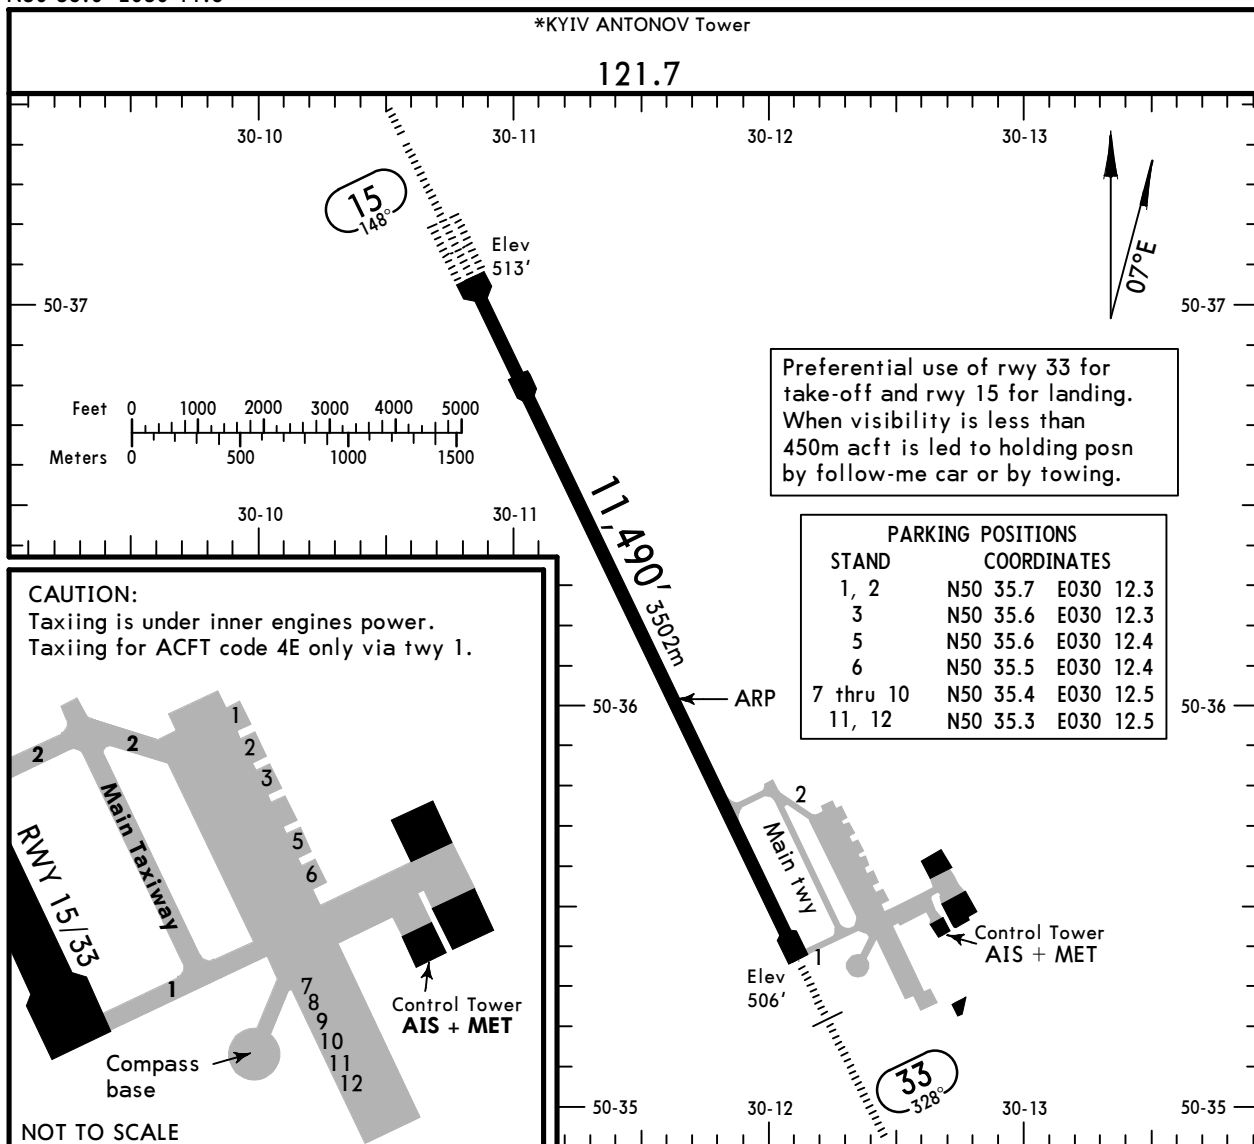 *KYIV ANTONOV Tower
121.7
30-10
30-11
30-12
30-13
15
148°
Elev
513'
07°E
50-37
50-37
Preferential use of rwy 33 for
take-off and rwy 15 for landing.
When visibility is less than
450m acft is led to holding posn
by follow-me car or by towing.
Feet 0 1000 2000 3000 4000 5000
Meters 0 500 1000 1500
30-10
30-11
11,490' 3502m
PARKING POSITIONS
STAND COORDINATES
1, 2 N50 35.7 E030 12.3
3 N50 35.6 E030 12.3
5 N50 35.6 E030 12.4
6 N50 35.5 E030 12.4
7 thru 10 N50 35.4 E030 12.5
11, 12 N50 35.3 E030 12.5
CAUTION:
Taxiing is under inner engines power.
Taxiing for ACFT code 4E only via twy 1.
50-36
ARP
50-36
1
2
3
5
6
7
8
9
10
11
12
2
2
Main Taxiway
RWY 15/33
1
Control Tower
AIS + MET
Compass
base
NOT TO SCALE
2
Main twy
1
Control Tower
AIS + MET
Elev
506'
33
328°
50-35
30-12
30-13
50-35